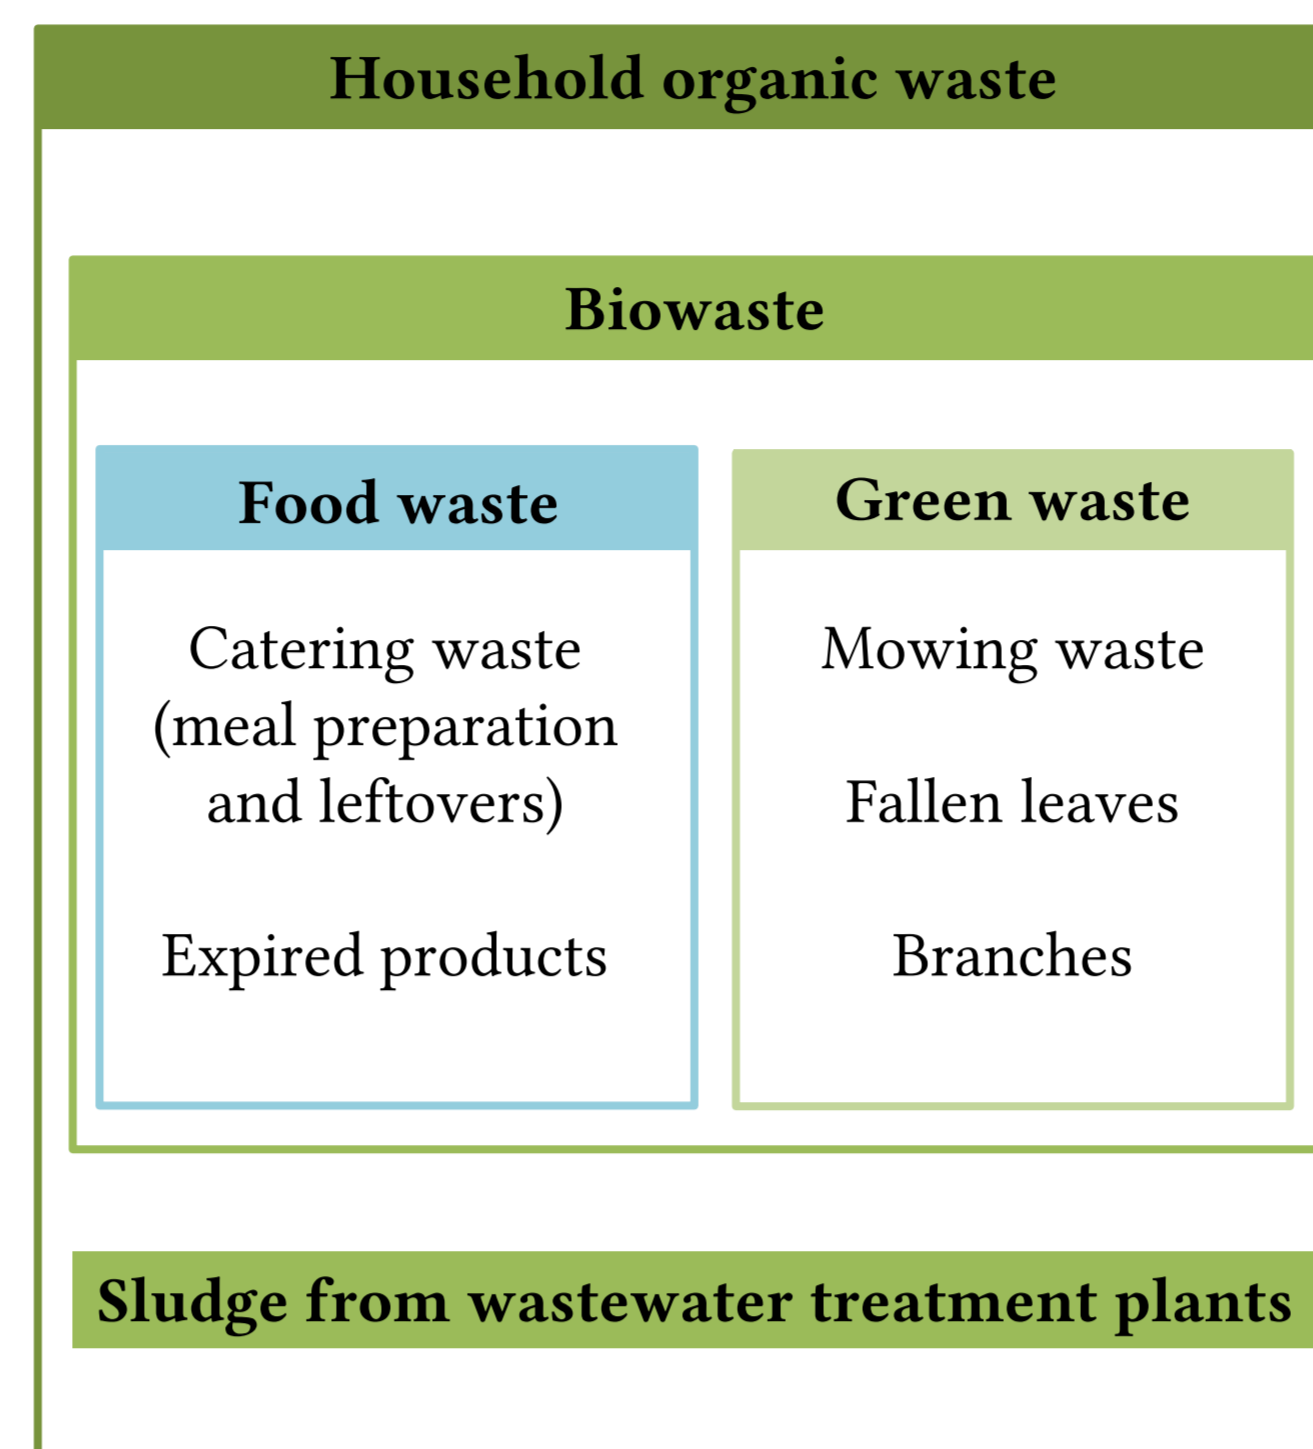 Household organic waste
Biowaste
Food waste
Catering waste
(meal preparation
and leftovers)
Expired products
Green waste
Mowing waste
Fallen leaves
Branches
Sludge from wastewater treatment plants